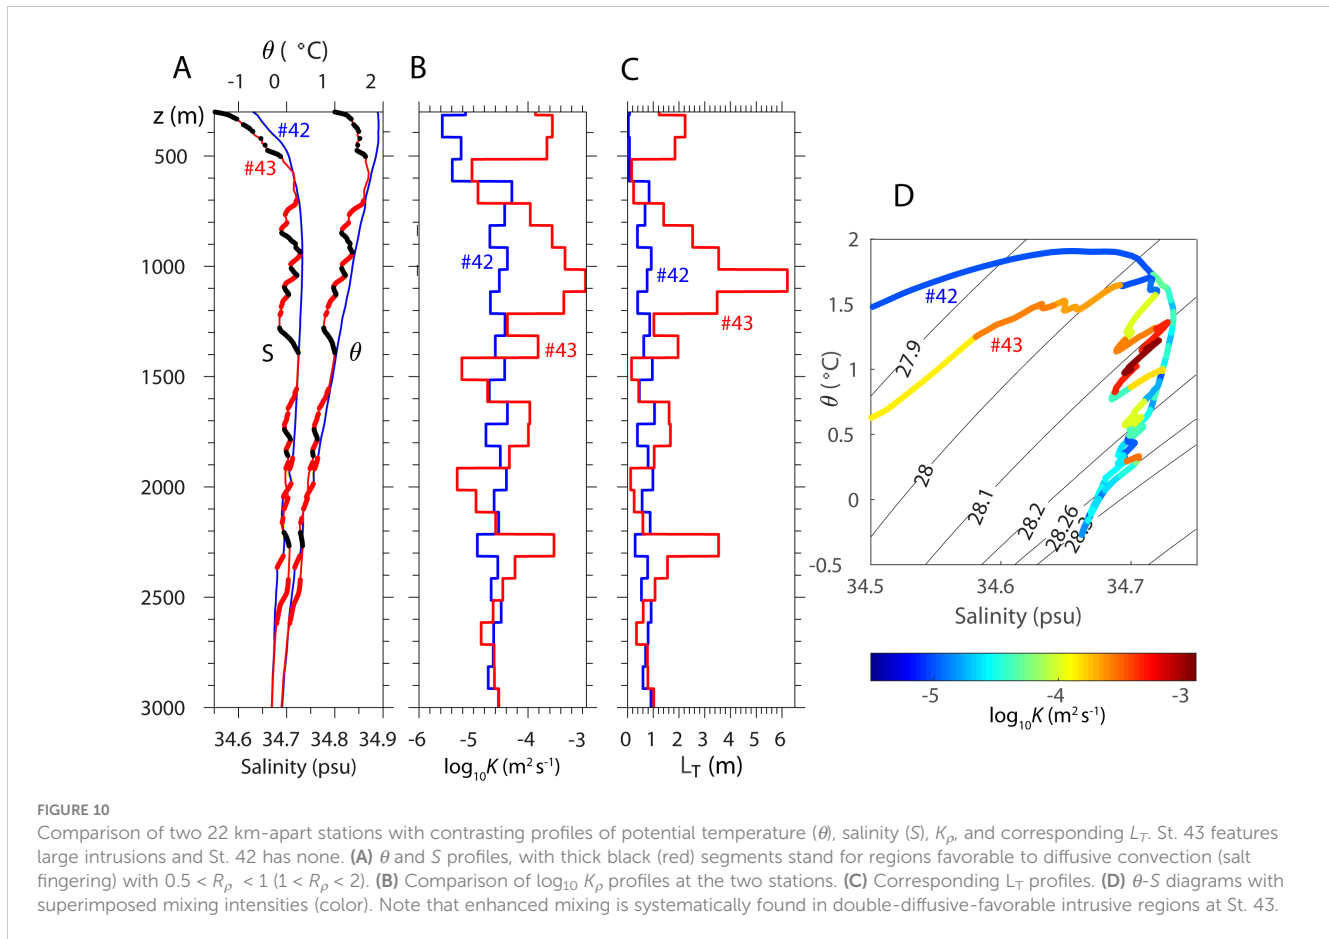 θ ( °C)
A
-1 0 1 2
B
C
z (m)
#42
#43
500
1000
1500
2000
2500
3000
S
θ
34.6 34.7 34.8 34.9
Salinity (psu)
#42
#43
-6 -5 -4 -3
log10K (m2 s-1)
#42
#43
0 1 2 3 4 5 6
LT (m)
D
2
1.5
1
0.5
0
-0.5
θ (°C)
#42
#43
27.9
28
28.1
28.2
28.26
34.5 34.6 34.7
Salinity (psu)
-5 -4 -3
log10K (m2 s-1)
FIGURE 10
Comparison of two 22 km-apart stations with contrasting profiles of potential temperature (θ), salinity (S), Kρ, and corresponding LT. St. 43 features
large intrusions and St. 42 has none. (A) θ and S profiles, with thick black (red) segments stand for regions favorable to diffusive convection (salt
fingering) with 0.5 < Rρ < 1 (1 < Rρ < 2). (B) Comparison of log10 Kρ profiles at the two stations. (C) Corresponding LT profiles. (D) θ-S diagrams with
superimposed mixing intensities (color). Note that enhanced mixing is systematically found in double-diffusive-favorable intrusive regions at St. 43.